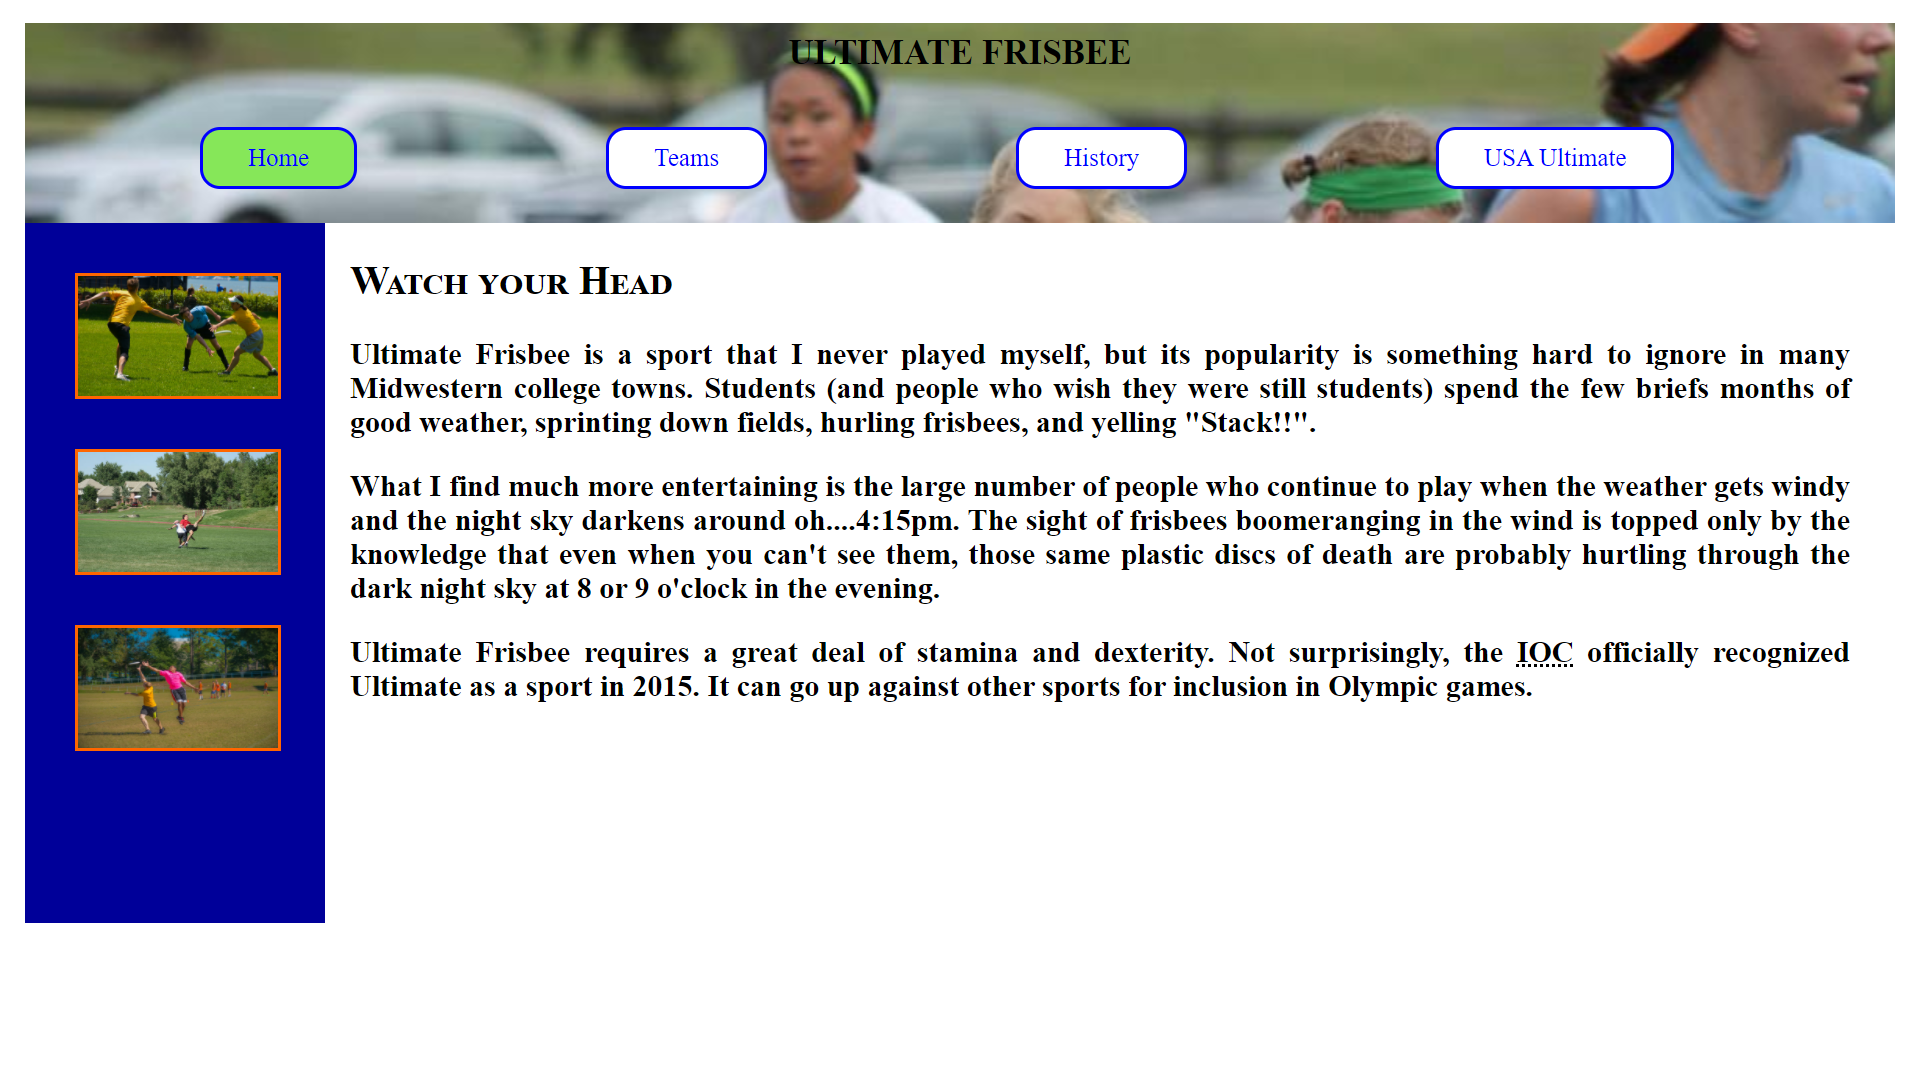 ULTIMATE FRISBEE
Home
Teams
History
USA Ultimate
Watch your Head
Ultimate Frisbee is a sport that I never played myself, but its popularity is something hard to ignore in many
Midwestern college towns. Students (and people who wish they were still students) spend the few briefs months of
good weather, sprinting down fields, hurling frisbees, and yelling "Stack!!".
What I find much more entertaining is the large number of people who continue to play when the weather gets windy
and the night sky darkens around oh....4:15pm. The sight of frisbees boomeranging in the wind is topped only by the
knowledge that even when you can't see them, those same plastic discs of death are probably hurtling through the
dark night sky at 8 or 9 o'clock in the evening.
Ultimate Frisbee requires a great deal of stamina and dexterity. Not surprisingly, the IOC officially recognized
Ultimate as a sport in 2015. It can go up against other sports for inclusion in Olympic games.